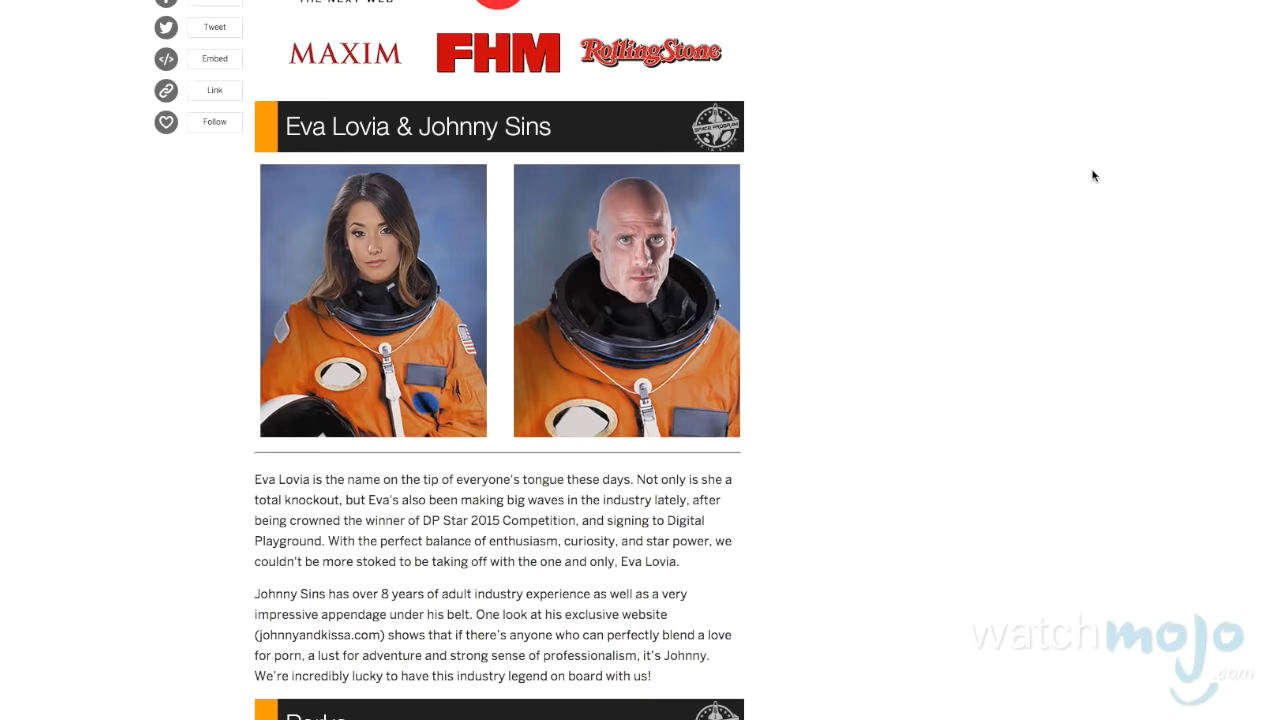 THE NEXT WEB
Tweet
MAXIM FHM RollingStone
Embed
Link
Eva Lovia & Johnny Sins
SPACE PROGRAM
Follow
Eva Lovia is the name on the tip of everyone's tongue these days. Not only is she a
total knockout, but Eva's also been making big waves in the industry lately, after
being crowned the winner of DP Star 2015 Competition, and signing to Digital
Playground. With the perfect balance of enthusiasm, curiosity, and star power, we
couldn't be more stoked to be taking off with the one and only, Eva Lovia.
Johnny Sins has over 8 years of adult industry experience as well as a very
impressive appendage under his belt. One look at his exclusive website
(johnnyandkissa.com) shows that if there's anyone who can perfectly blend a love
for porn, a lust for adventure and strong sense of professionalism, it's Johnny.
We're incredibly lucky to have this industry legend on board with us!
watchmojo
.com
Perks